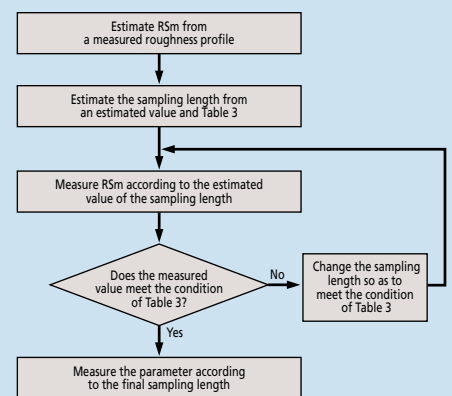 Estimate RSm from
a measured roughness profile
Estimate the sampling length from
an estimated value and Table 3
Measure RSm according to the estimated
value of the sampling length
Does the measured
value meet the condition
of Table 3?
No
Change the sampling
length so as to
meet the condition
of Table 3
Yes
Measure the parameter according
to the final sampling length